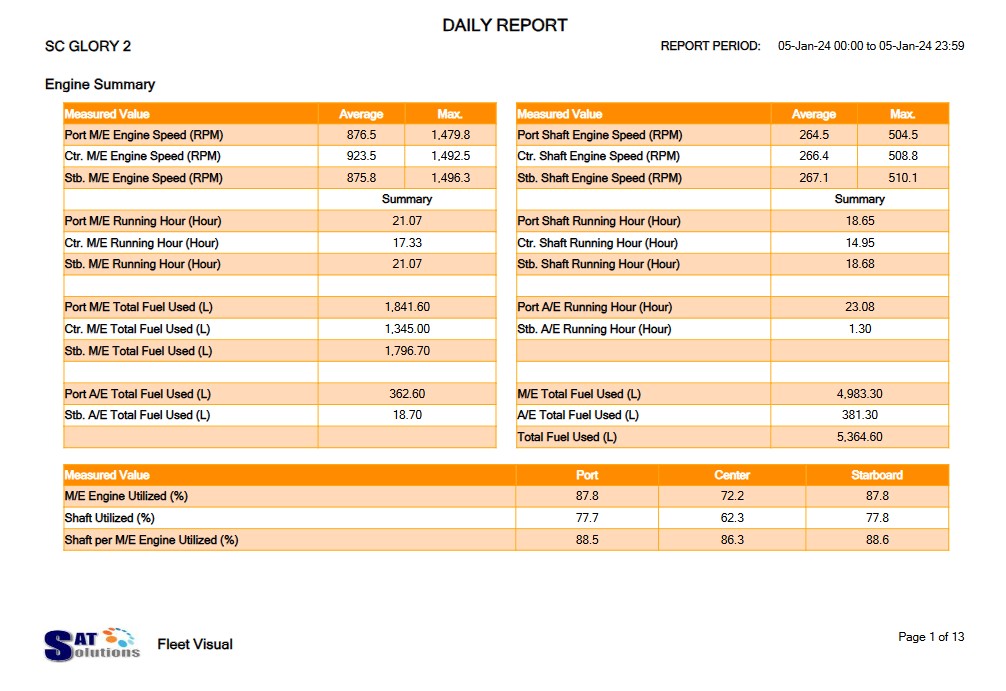 DAILY REPORT
SC GLORY 2
REPORT PERIOD: 05-Jan-24 00:00 to 05-Jan-24 23:59
Engine Summary
Measured Value Average Max.
Port M/E Engine Speed (RPM) 876.5 1,479.8
Ctr. M/E Engine Speed (RPM) 923.5 1,492.5
Stb. M/E Engine Speed (RPM) 875.8 1,496.3
Summary
Port M/E Running Hour (Hour) 21.07
Ctr. M/E Running Hour (Hour) 17.33
Stb. M/E Running Hour (Hour) 21.07
Port M/E Total Fuel Used (L) 1,841.60
Ctr. M/E Total Fuel Used (L) 1,345.00
Stb. M/E Total Fuel Used (L) 1,796.70
Port A/E Total Fuel Used (L) 362.60
Stb. A/E Total Fuel Used (L) 18.70
Measured Value Average Max.
Port Shaft Engine Speed (RPM) 264.5 504.5
Ctr. Shaft Engine Speed (RPM) 266.4 508.8
Stb. Shaft Engine Speed (RPM) 267.1 510.1
Summary
Port Shaft Running Hour (Hour) 18.65
Ctr. Shaft Running Hour (Hour) 14.95
Stb. Shaft Running Hour (Hour) 18.68
Port A/E Running Hour (Hour) 23.08
Stb. A/E Running Hour (Hour) 1.30
M/E Total Fuel Used (L) 4,983.30
A/E Total Fuel Used (L) 381.30
Total Fuel Used (L) 5,364.60
Measured Value Port Center Starboard
M/E Engine Utilized (%) 87.8 72.2 87.8
Shaft Utilized (%) 77.7 62.3 77.8
Shaft per M/E Engine Utilized (%) 88.5 86.3 88.6
SAT Solutions
Fleet Visual
Page 1 of 13